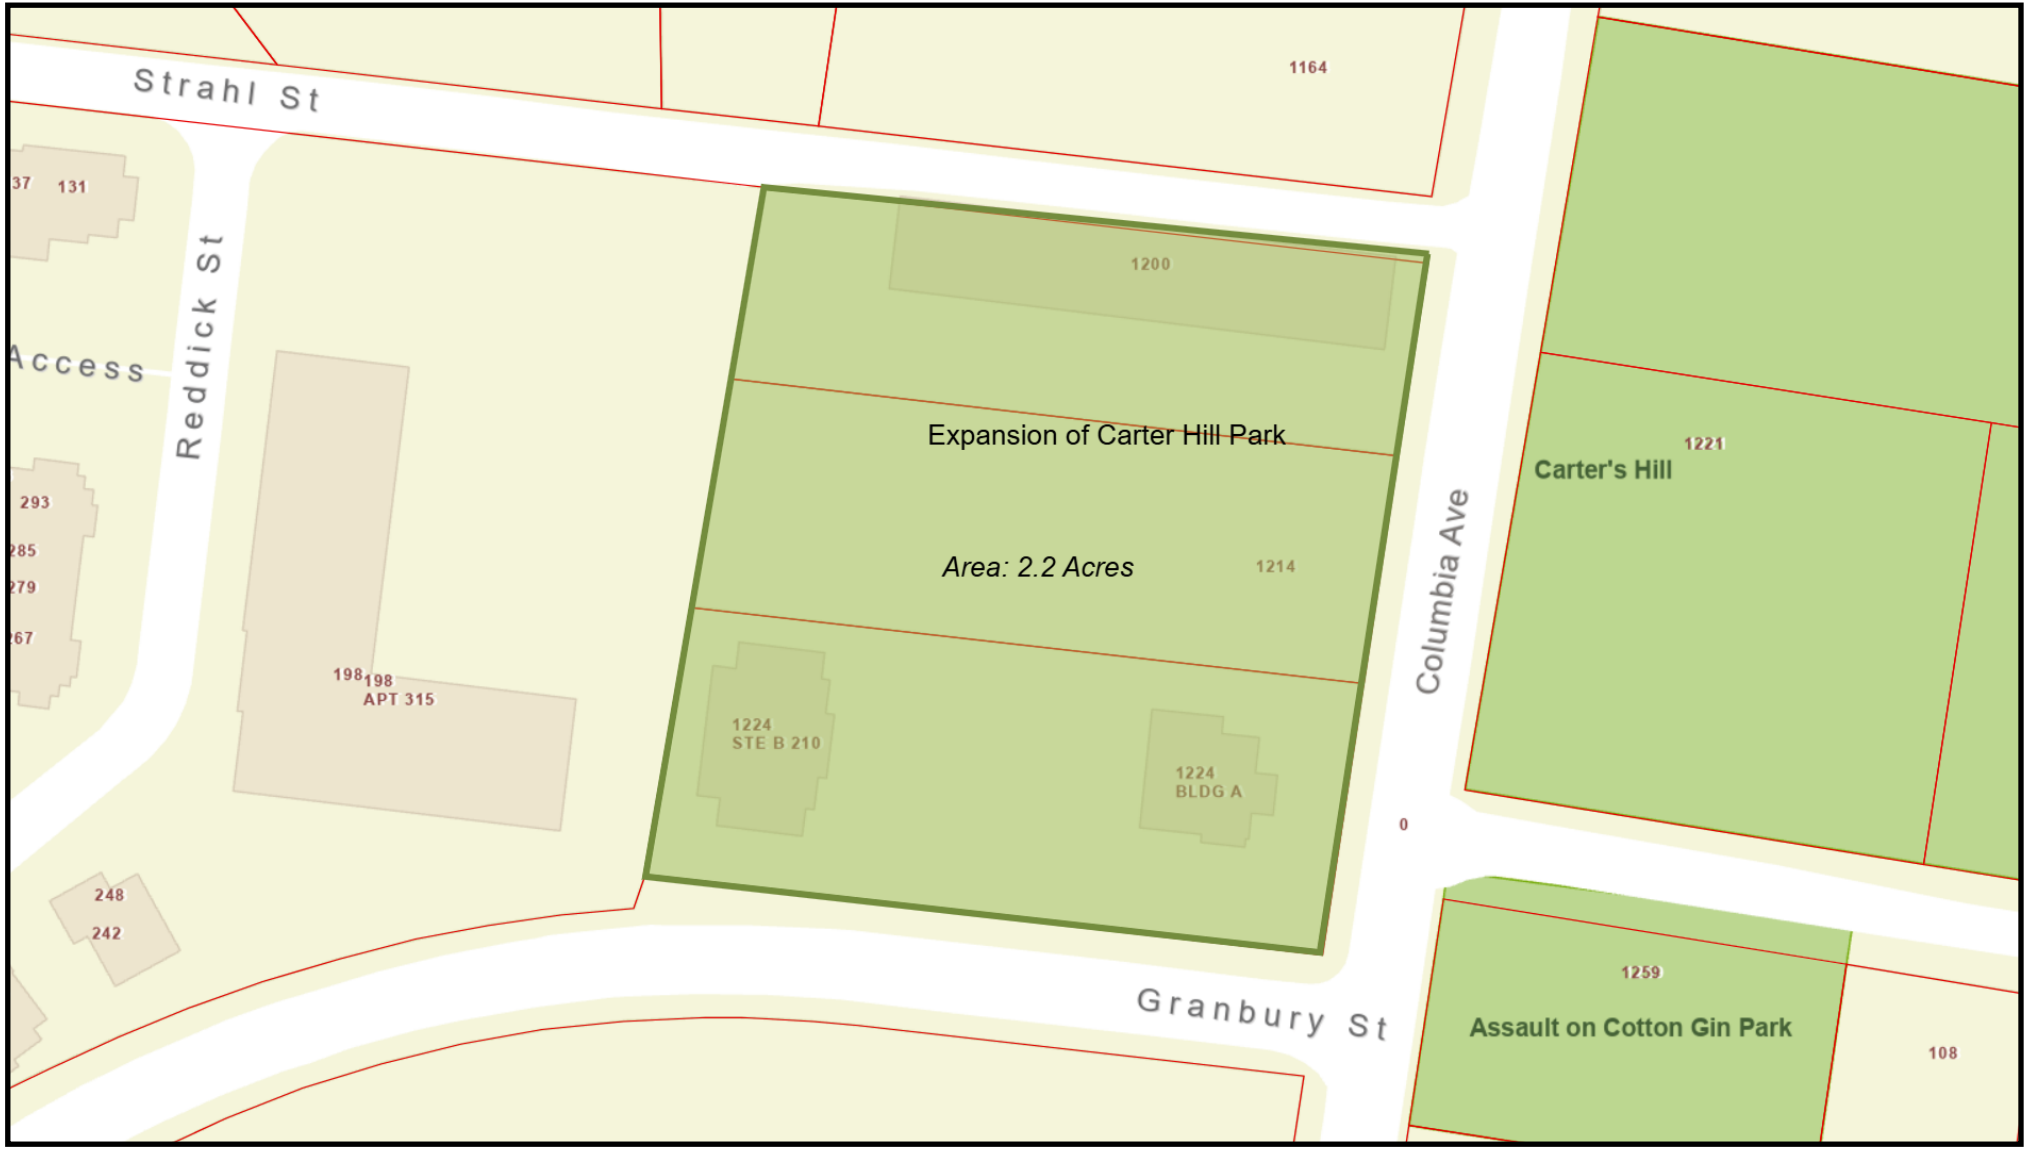 1164
Strahl St
37
131
1200
Reddick St
Access
Expansion of Carter Hill Park
1221
Carter's Hill
293
285
279
267
Area: 2.2 Acres
1214
Columbia Ave
198
198
APT 315
1224
STE B 210
1224
BLDG A
0
248
242
1259
Granbury St
Assault on Cotton Gin Park
108